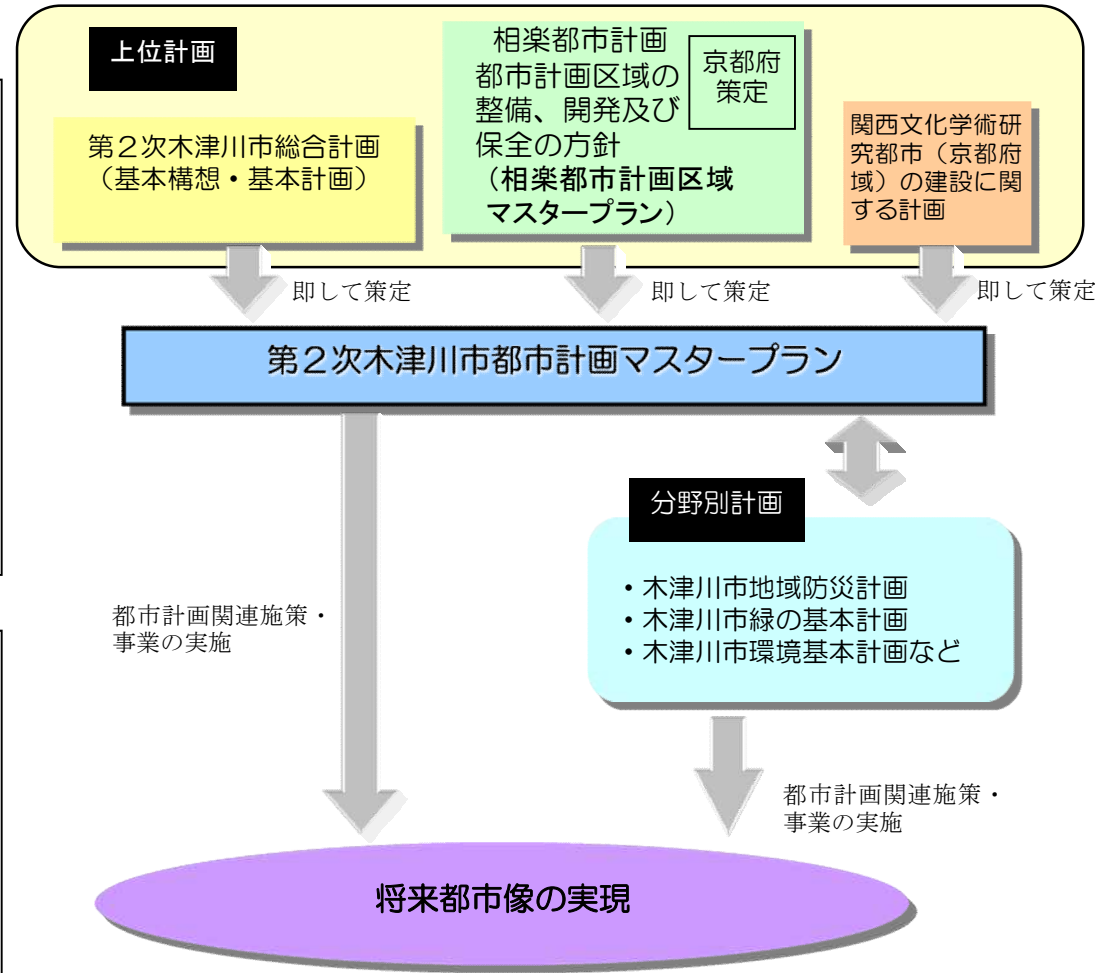 上位計画
第2次木津川市総合計画
（基本構想・基本計画）
相楽都市計画
都市計画区域の
整備、開発及び
保全の方針
（相楽都市計画区域
マスタープラン）
京都府
策定
関西文化学術研
究都市（京都府
域）の建設に関
する計画
即して策定
即して策定
即して策定
第２次木津川市都市計画マスタープラン
分野別計画
・木津川市地域防災計画
・木津川市緑の基本計画
・木津川市環境基本計画など
都市計画関連施策・
事業の実施
都市計画関連施策・
事業の実施
将来都市像の実現